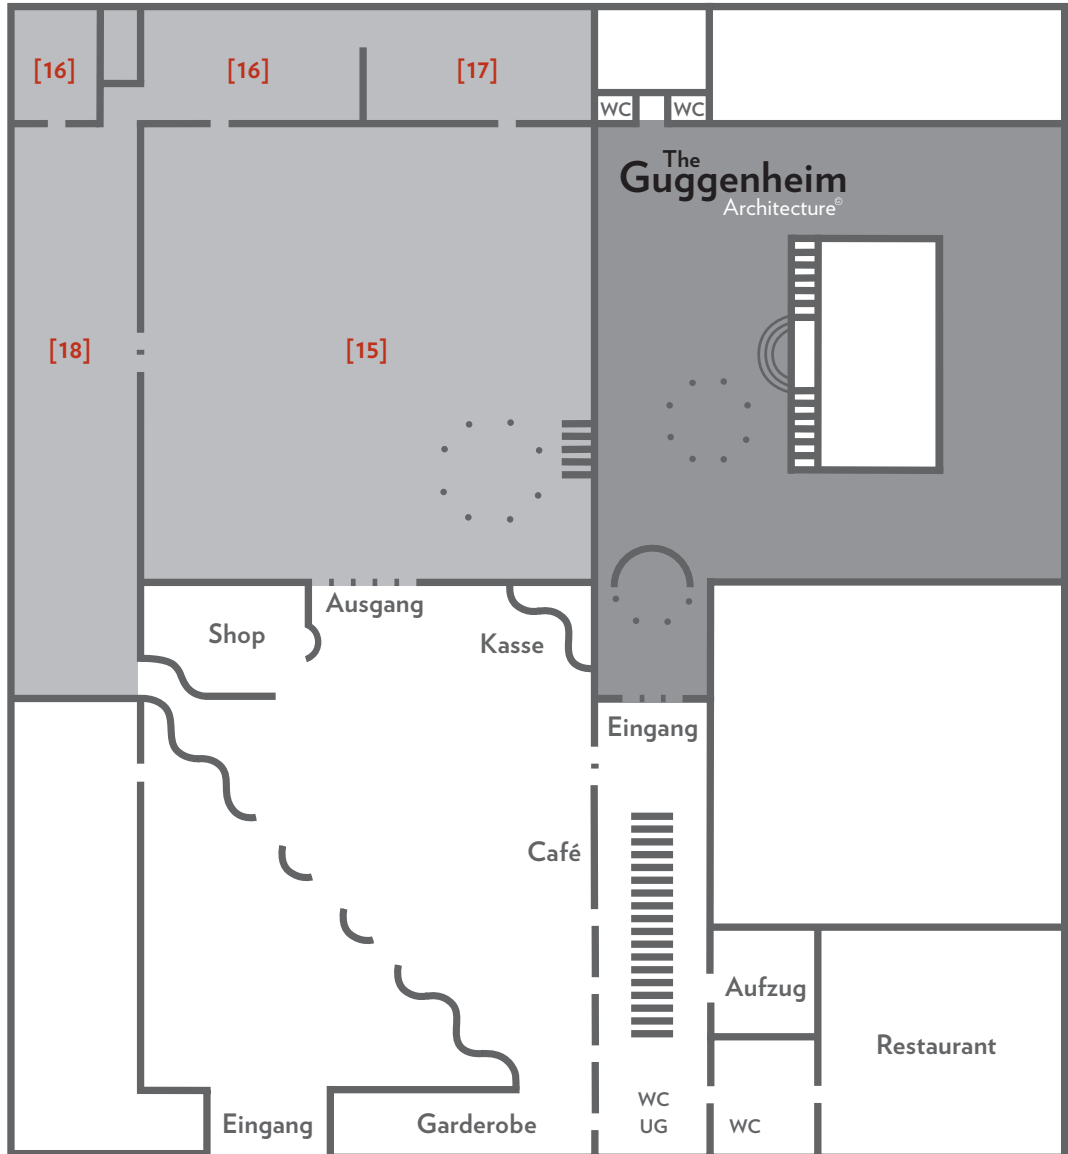 [16]
[16]
[17]
WC
WC
The
Guggenheim
Architecture©
[18]
[15]
Ausgang
Shop
Kasse
Eingang
Café
Aufzug
Restaurant
WC
UG
WC
Eingang
Garderobe